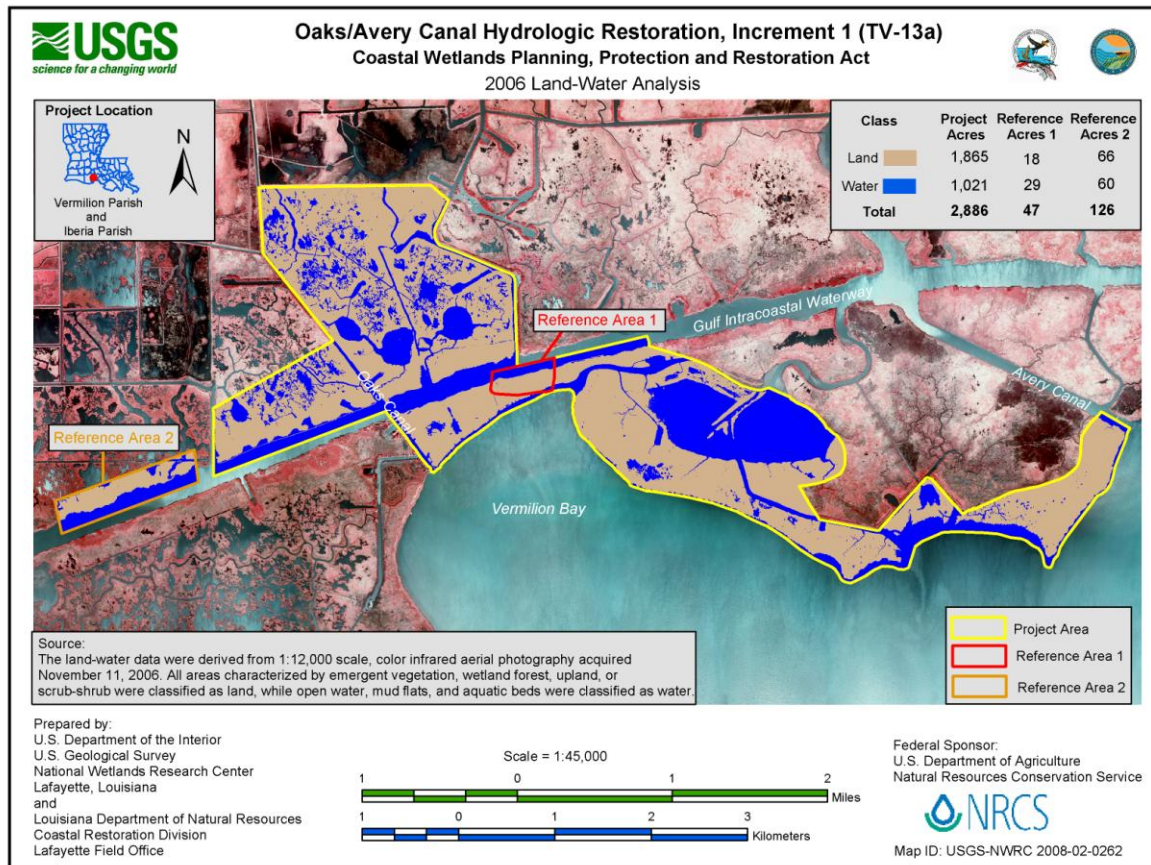 USGS
science for a changing world
Oaks/Avery Canal Hydrologic Restoration, Increment 1 (TV-13a)
Coastal Wetlands Planning, Protection and Restoration Act
2006 Land-Water Analysis
Project Location
N
Vermilion Parish
and
Iberia Parish
Class Project Acres Reference Acres 1 Reference Acres 2
Land 1,865 18 66
Water 1,021 29 60
Total 2,886 47 126
Gulf Intracoastal Waterway
Reference Area 1
Avery Canal
Oaks Canal
Reference Area 2
Vermilion Bay
Project Area
Reference Area 1
Reference Area 2
Source:
The land-water data were derived from 1:12,000 scale, color infrared aerial photography acquired
November 11, 2006. All areas characterized by emergent vegetation, wetland forest, upland, or
scrub-shrub were classified as land, while open water, mud flats, and aquatic beds were classified as water.
Prepared by:
U.S. Department of the Interior
U.S. Geological Survey
National Wetlands Research Center
Lafayette, Louisiana
and
Louisiana Department of Natural Resources
Coastal Restoration Division
Lafayette Field Office
Scale = 1:45,000
1 0 1 2
Miles
1 0 1 2 3
Kilometers
Federal Sponsor:
U.S. Department of Agriculture
Natural Resources Conservation Service
NRCS
Map ID: USGS-NWRC 2008-02-0262